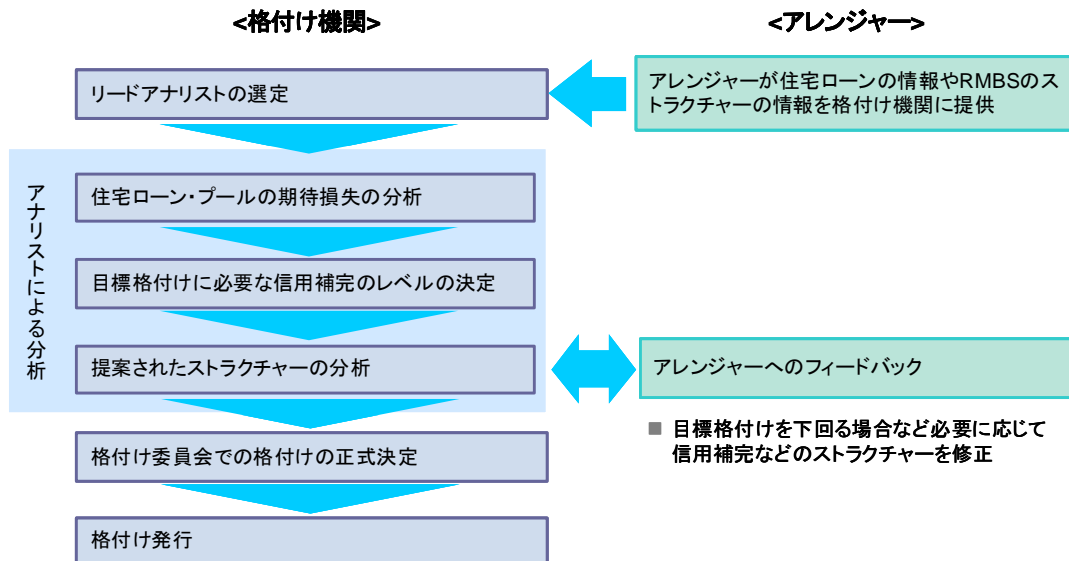 <格付け機関>
<アレンジャー>
リードアナリストの選定
アレンジャーが住宅ローンの情報やRMBSのス
トラクチャーの情報を格付け機関に提供
アナリストによる分析
住宅ローン・プールの期待損失の分析
目標格付けに必要な信用補完のレベルの決定
提案されたストラクチャーの分析
アレンジャーへのフィードバック
■ 目標格付けを下回る場合など必要に応じて
信用補完などのストラクチャーを修正
格付け委員会での格付けの正式決定
格付け発行